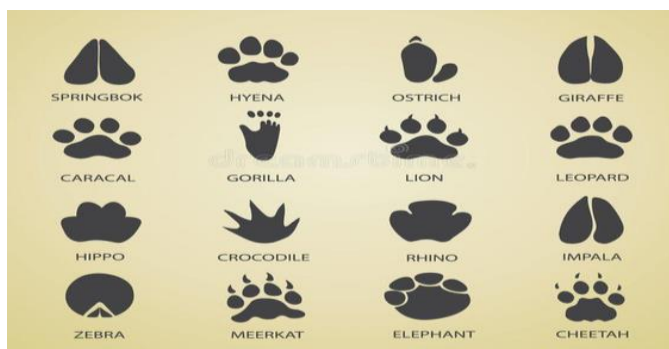 SPRINGBOK HYENA OSTRICH GIRAFFE
CARACAL GORILLA LION LEOPARD
HIPPO CROCODILE RHINO IMPALA
ZEBRA MEERKAT ELEPHANT CHEETAH